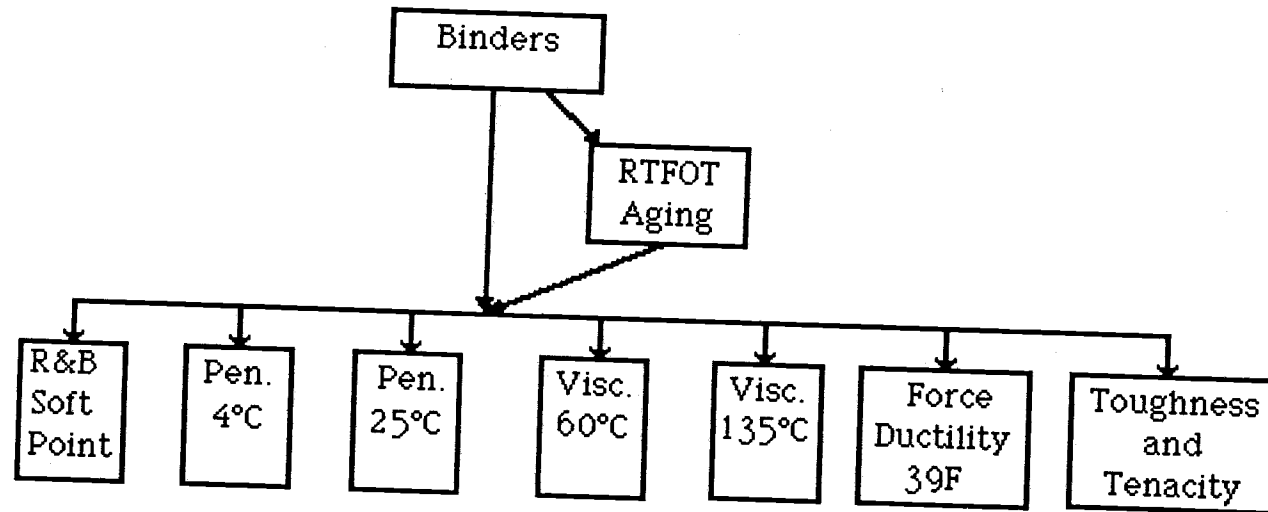 Binders
RTFOT
Aging
R&B
Soft
Point
Pen.
4°C
Pen.
25°C
Visc.
60°C
Visc.
135°C
Force
Ductility
39F
Toughness
and
Tenacity